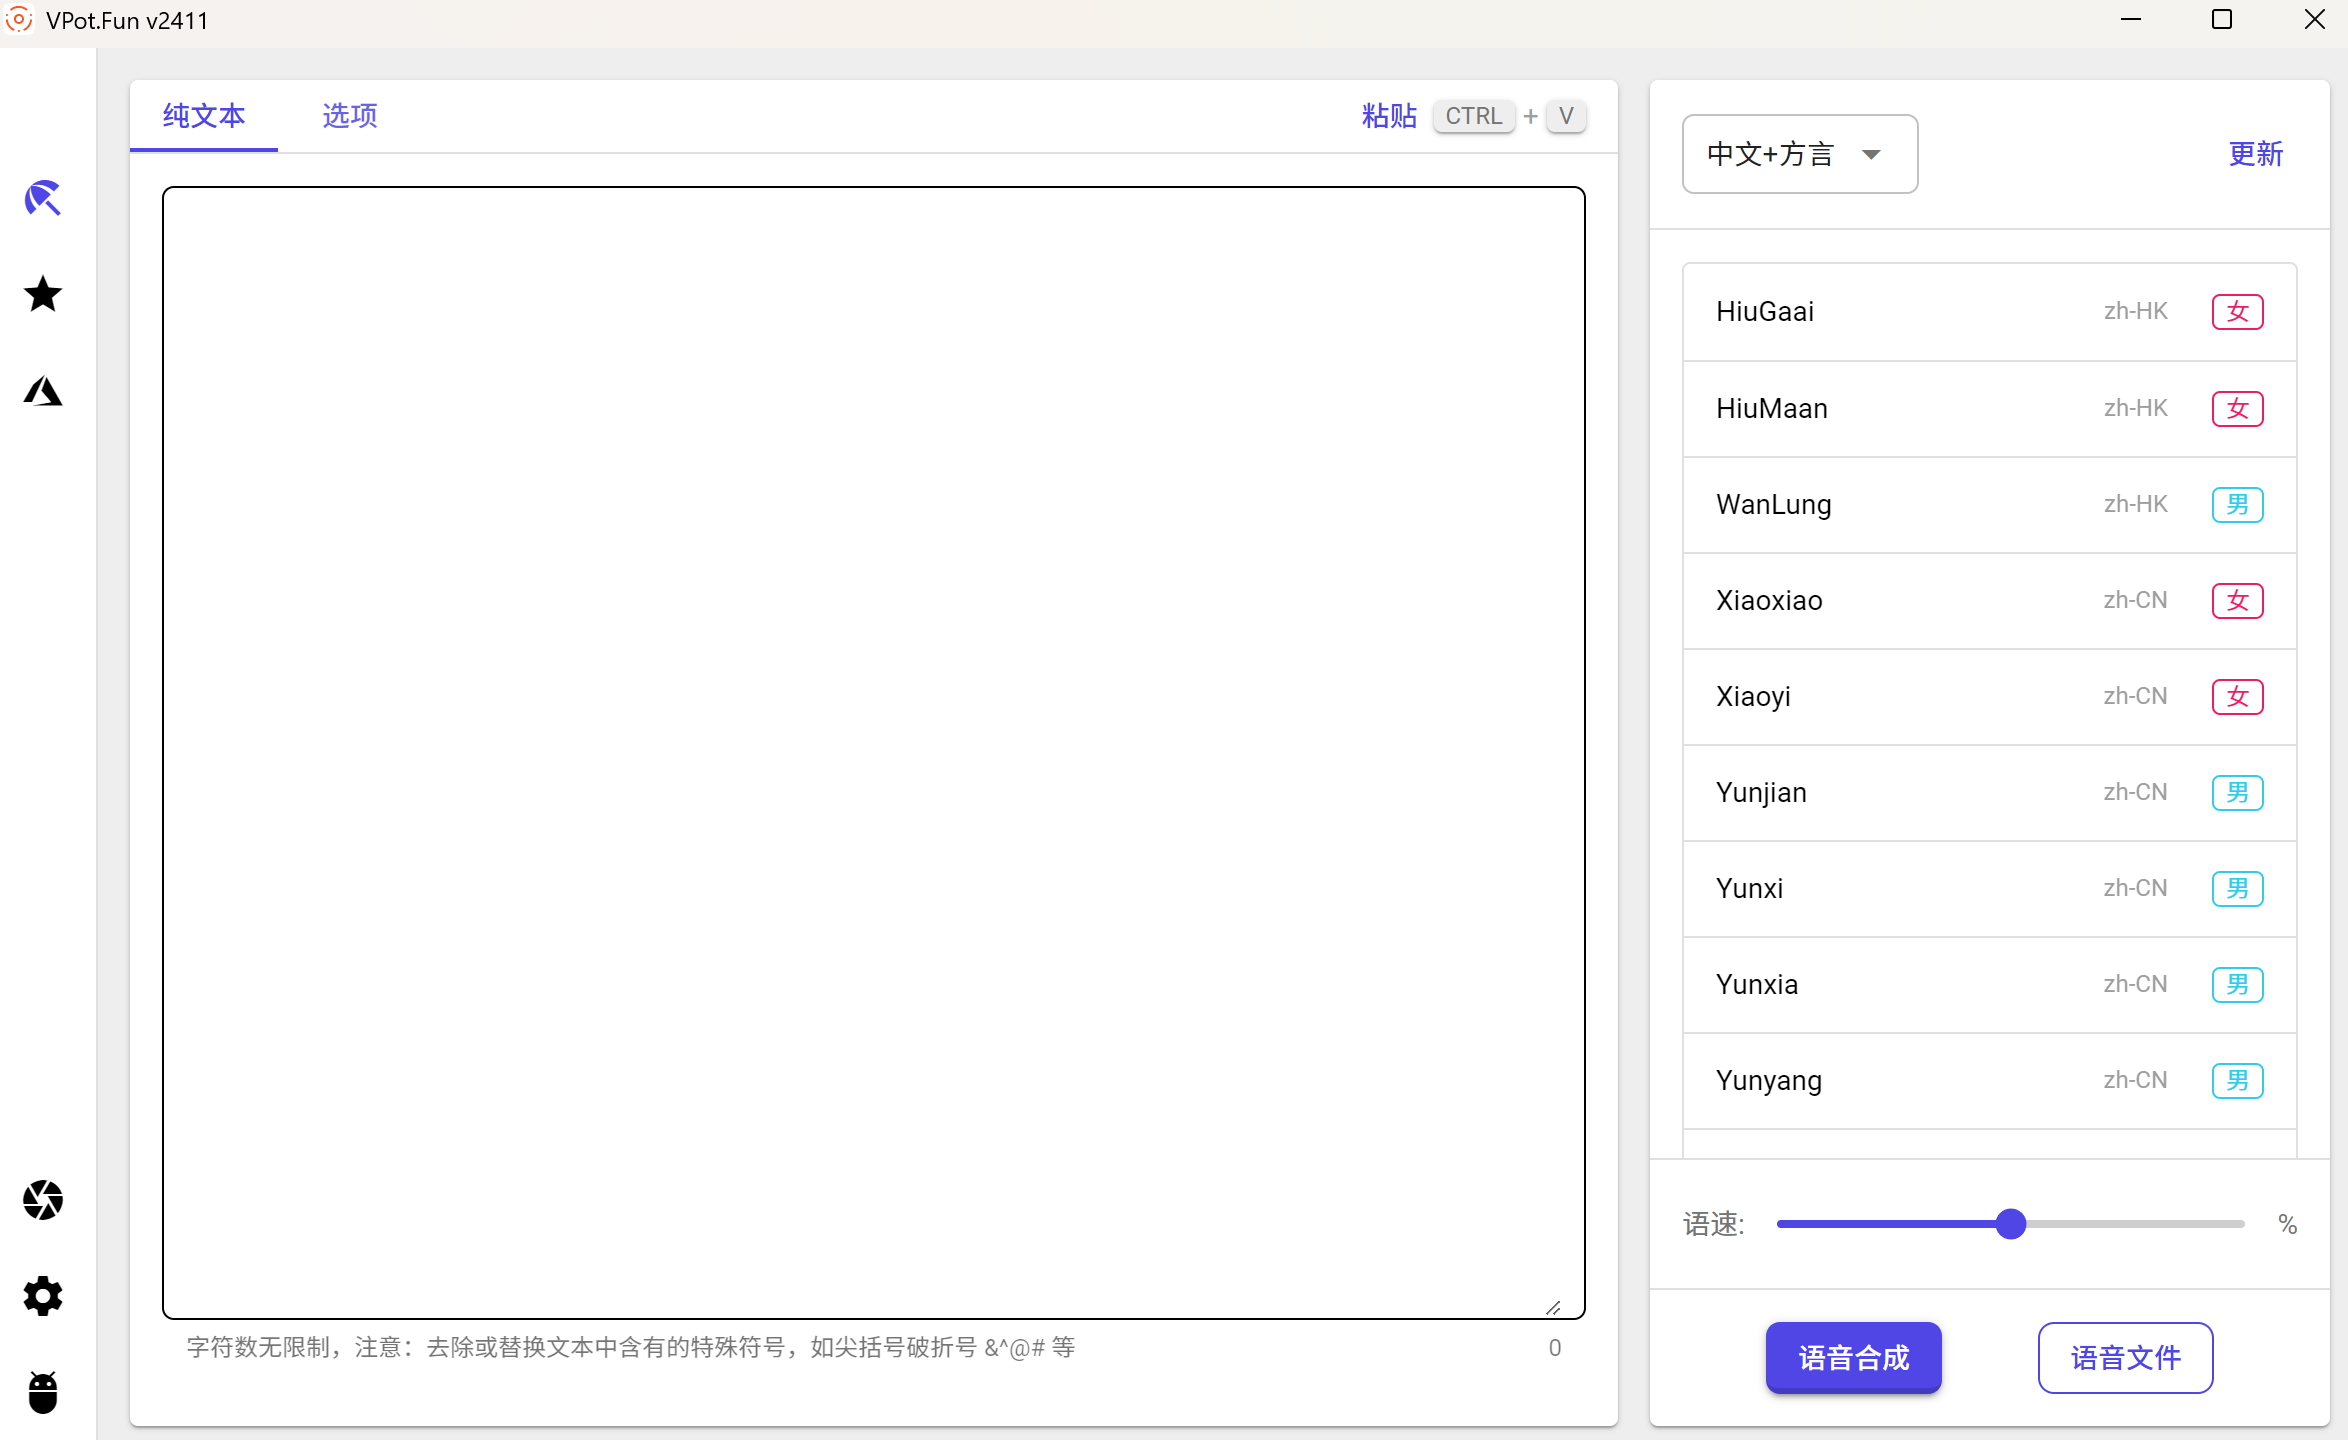 VPot.Fun v2411
纯文本 选项 粘贴 CTRL + V
字符数无限制，注意：去除或替换文本中含有的特殊符号，如尖括号破折号 &^@# 等 0
中文+方言 更新
HiuGaai zh-HK 女
HiuMaan zh-HK 女
WanLung zh-HK 男
Xiaoxiao zh-CN 女
Xiaoyi zh-CN 女
Yunjian zh-CN 男
Yunxi zh-CN 男
Yunxia zh-CN 男
Yunyang zh-CN 男
语速: %
语音合成 语音文件